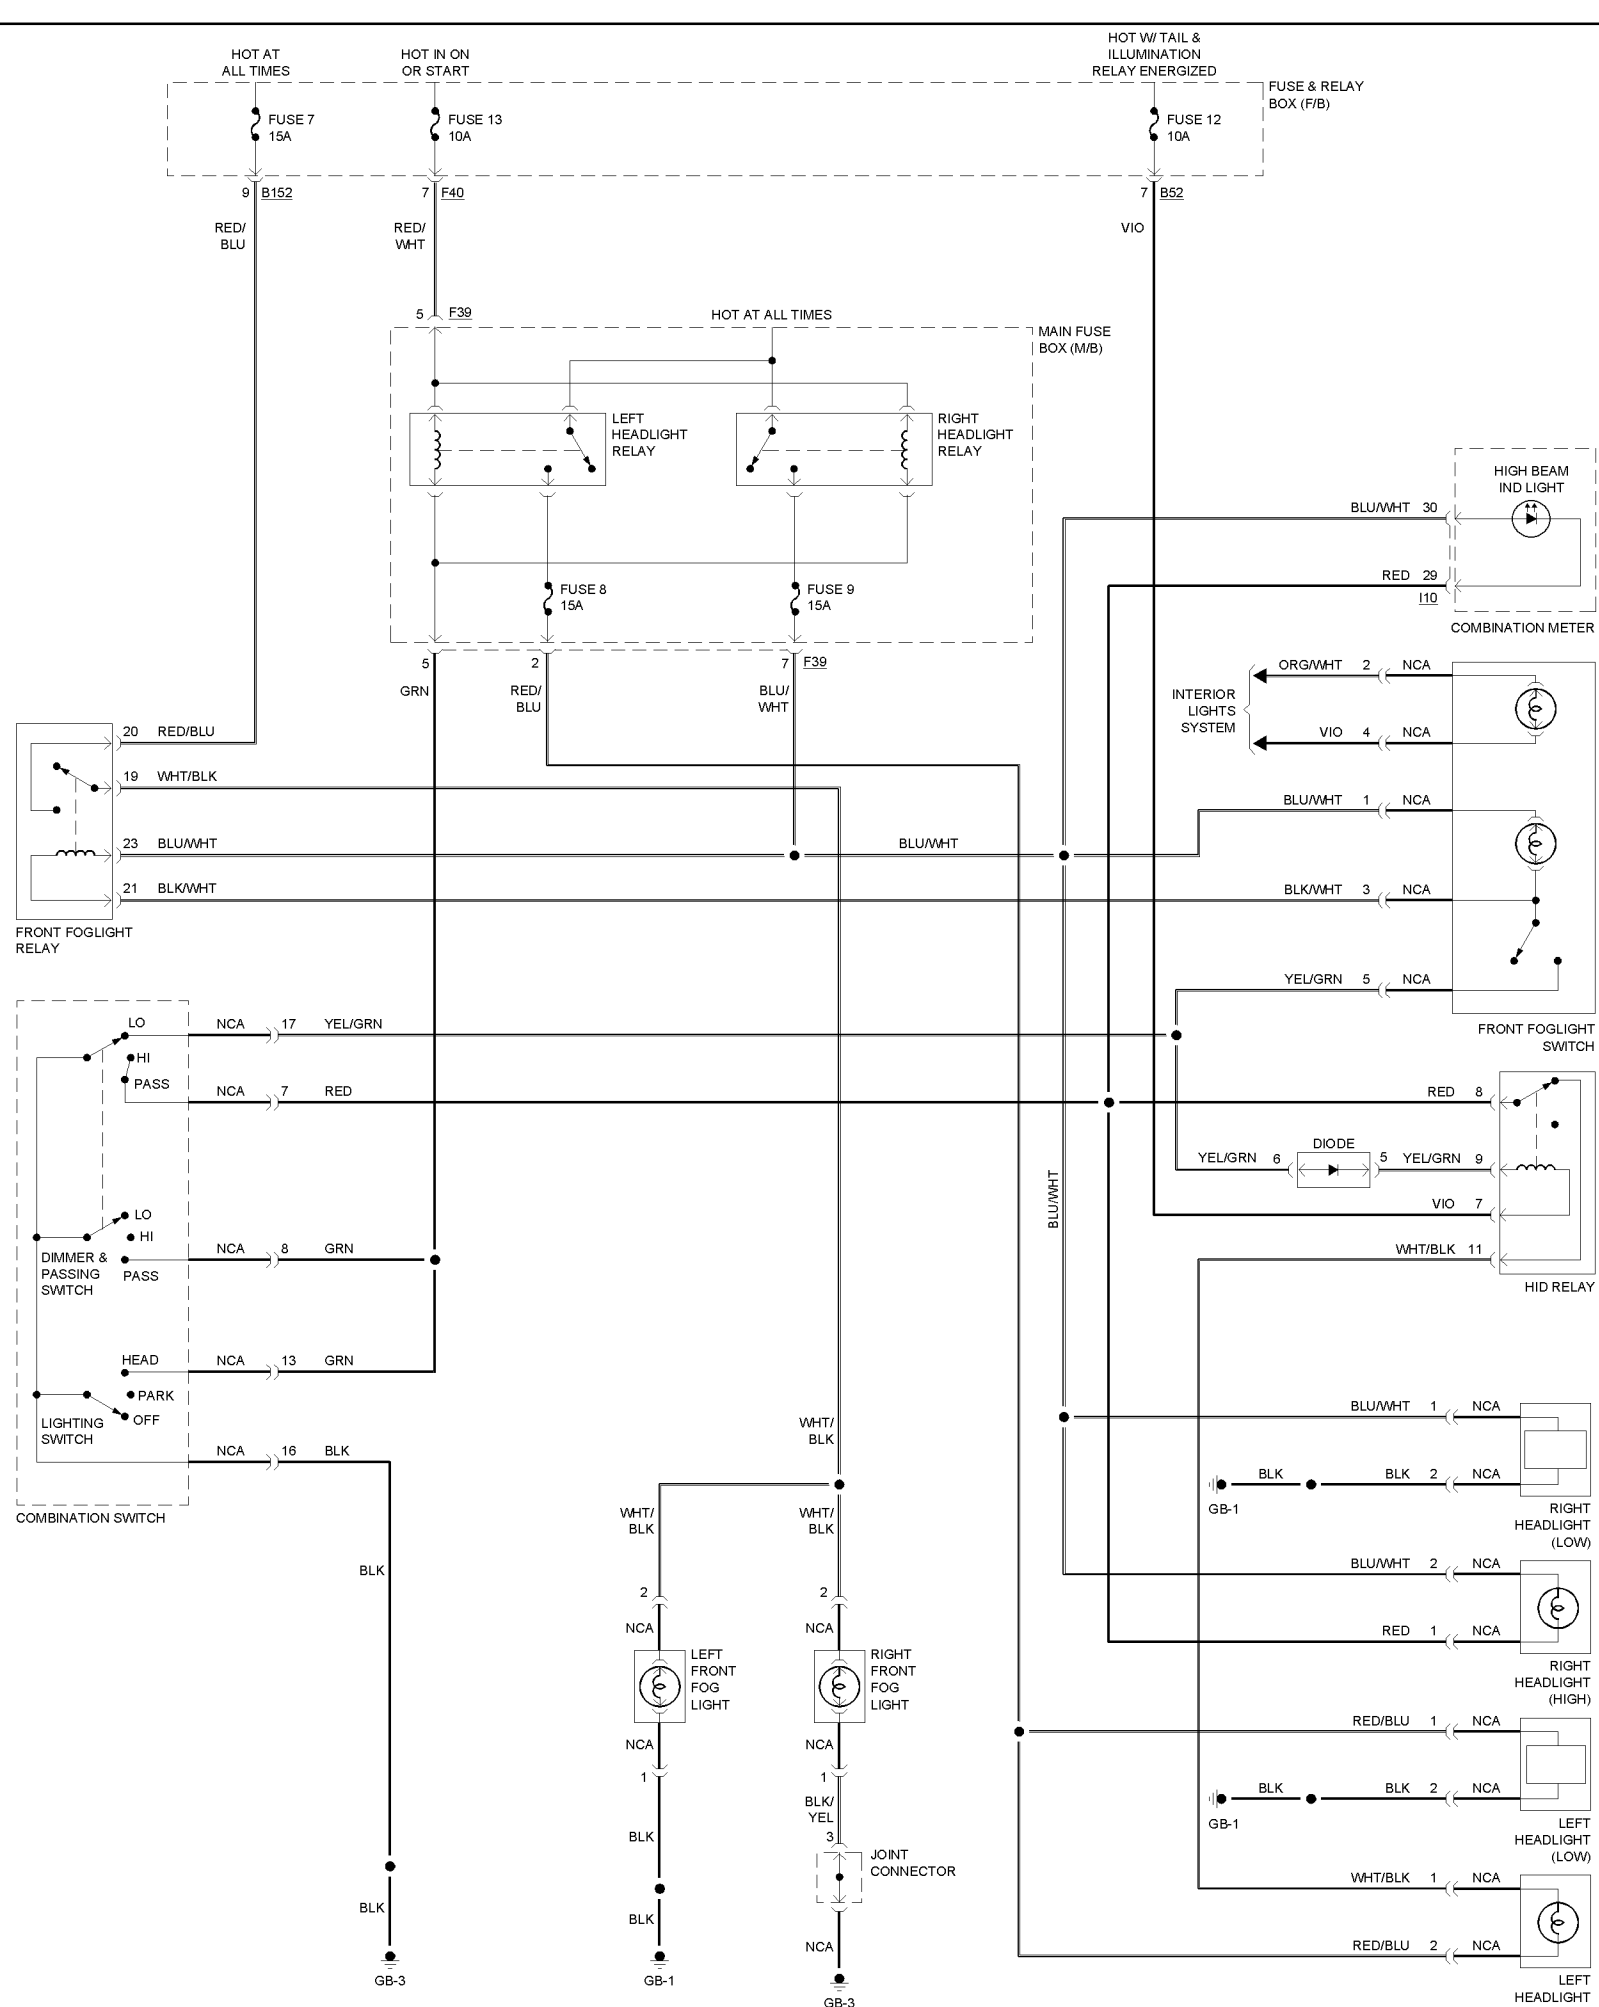 HOT AT
ALL TIMES
HOT IN ON
OR START
HOT W/ TAIL &
ILLUMINATION
RELAY ENERGIZED
FUSE & RELAY
BOX (F/B)
FUSE 7
15A
FUSE 13
10A
FUSE 12
10A
9 B152
7 F40
7 B52
RED/
BLU
RED/
WHT
VIO
5 F39
HOT AT ALL TIMES
MAIN FUSE
BOX (M/B)
LEFT
HEADLIGHT
RELAY
RIGHT
HEADLIGHT
RELAY
HIGH BEAM
IND LIGHT
BLU/WHT 30
RED 29
I10
COMBINATION METER
FUSE 8
15A
FUSE 9
15A
5
2
7 F39
GRN
RED/
BLU
BLU/
WHT
INTERIOR
LIGHTS
SYSTEM
ORG/WHT 2 NCA
VIO 4 NCA
20 RED/BLU
19 WHT/BLK
BLU/WHT 1 NCA
23 BLU/WHT
BLU/WHT
21 BLK/WHT
BLK/WHT 3 NCA
FRONT FOGLIGHT
RELAY
YEL/GRN 5 NCA
FRONT FOGLIGHT
SWITCH
LO
HI
PASS
NCA 17 YEL/GRN
NCA 7 RED
RED 8
DIODE
YEL/GRN 6
5 YEL/GRN 9
VIO 7
WHT/BLK 11
HID RELAY
BLU/WHT
LO
HI
DIMMER &
PASSING
SWITCH
PASS
NCA 8 GRN
HEAD
PARK
OFF
LIGHTING
SWITCH
NCA 13 GRN
NCA 16 BLK
COMBINATION SWITCH
BLK
BLK
GB-3
WHT/
BLK
WHT/
BLK
WHT/
BLK
2
2
NCA
NCA
LEFT
FRONT
FOG
LIGHT
RIGHT
FRONT
FOG
LIGHT
NCA
NCA
1
1
BLK/
YEL
BLK
3
JOINT
CONNECTOR
BLK
NCA
GB-1
GB-3
BLU/WHT 1 NCA
BLK
BLK 2 NCA
GB-1
RIGHT
HEADLIGHT
(LOW)
BLU/WHT 2 NCA
RED 1 NCA
RIGHT
HEADLIGHT
(HIGH)
RED/BLU 1 NCA
BLK
BLK 2 NCA
GB-1
LEFT
HEADLIGHT
(LOW)
WHT/BLK 1 NCA
RED/BLU 2 NCA
LEFT
HEADLIGHT